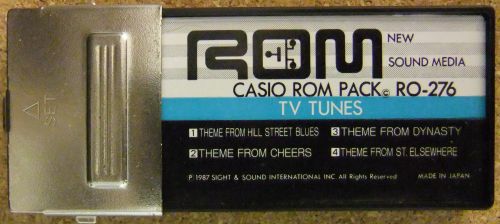 ROM
NEW
SOUND MEDIA
CASIO ROM PACK© RO-276
TV TUNES
1 THEME FROM HILL STREET BLUES 3 THEME FROM DYNASTY
2 THEME FROM CHEERS 4 THEME FROM ST. ELSEWHERE
Ⓟ 1987 SIGHT & SOUND INTERNATIONAL INC. All Rights Reserved MADE IN JAPAN
SET